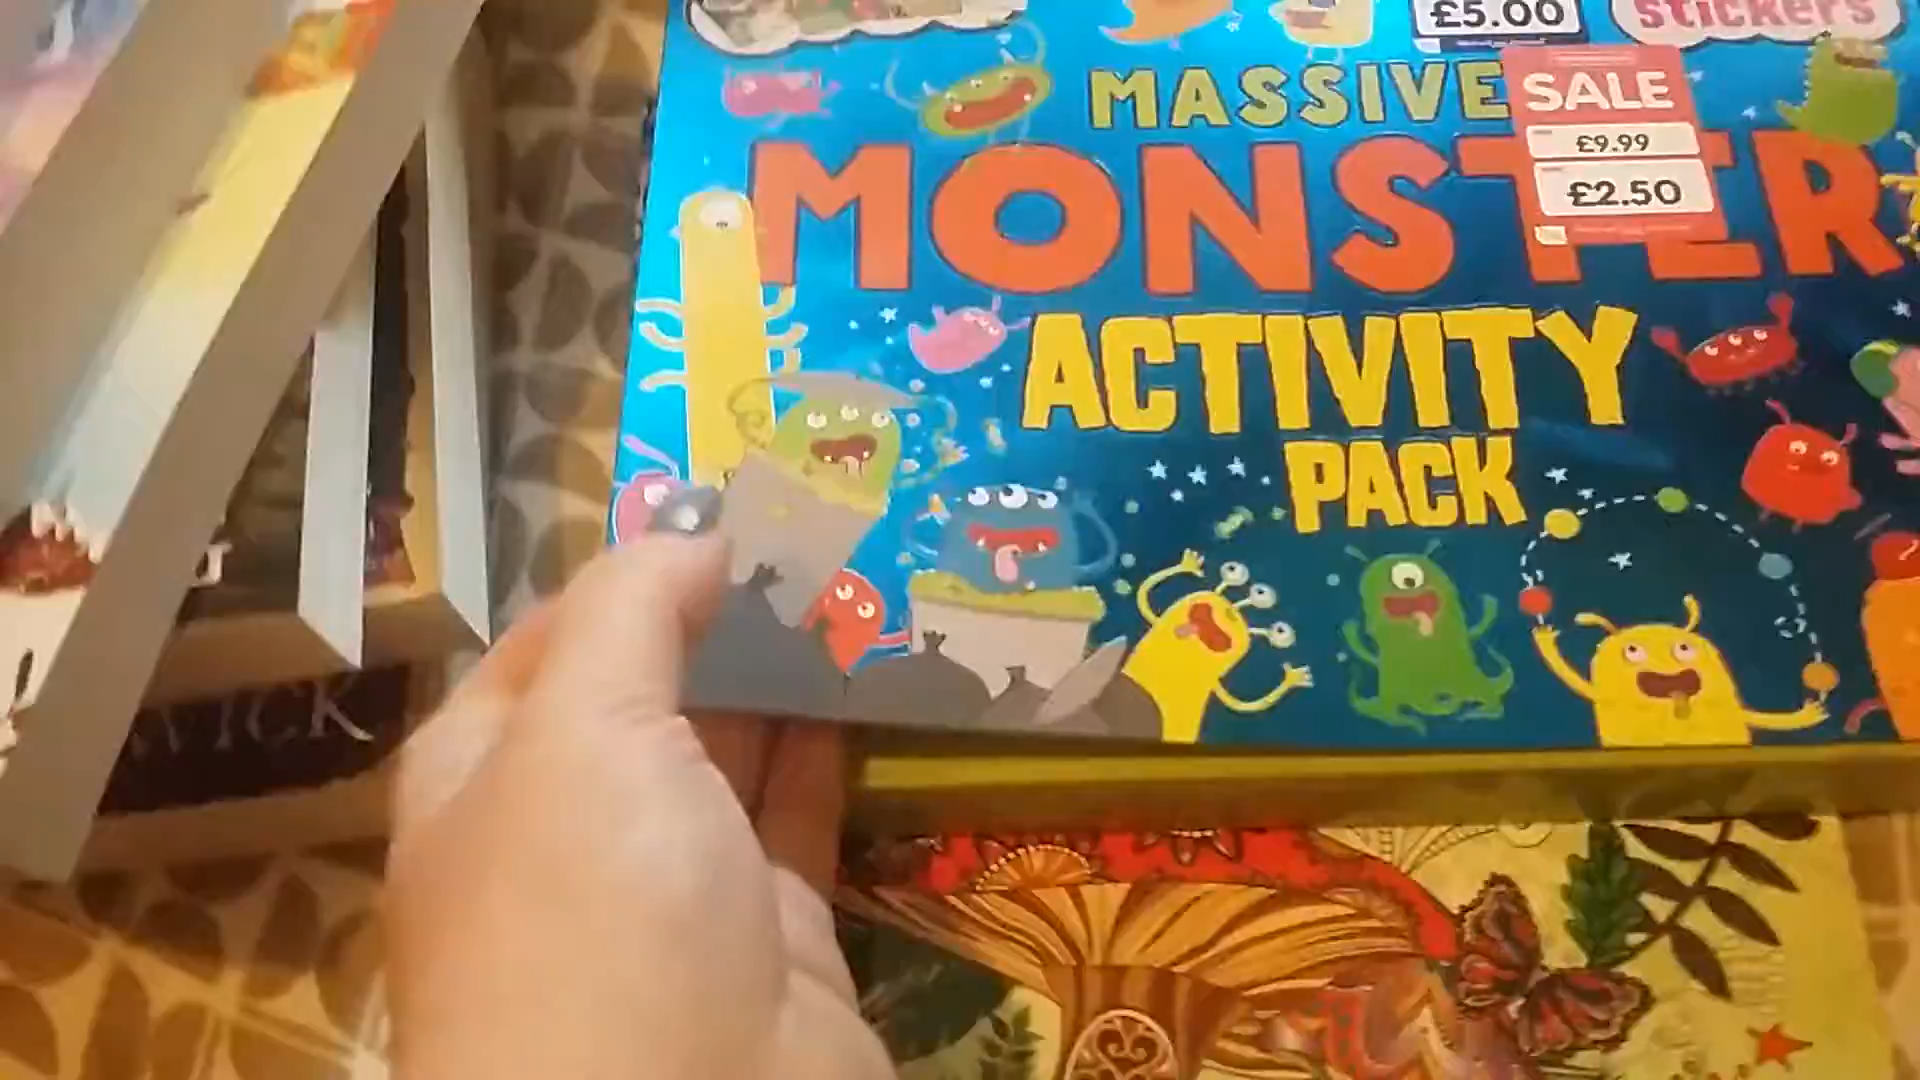 £5.00
stickers
MASSIVE
SALE
£9.99
£2.50
MONSTER
ACTIVITY
PACK
WICK